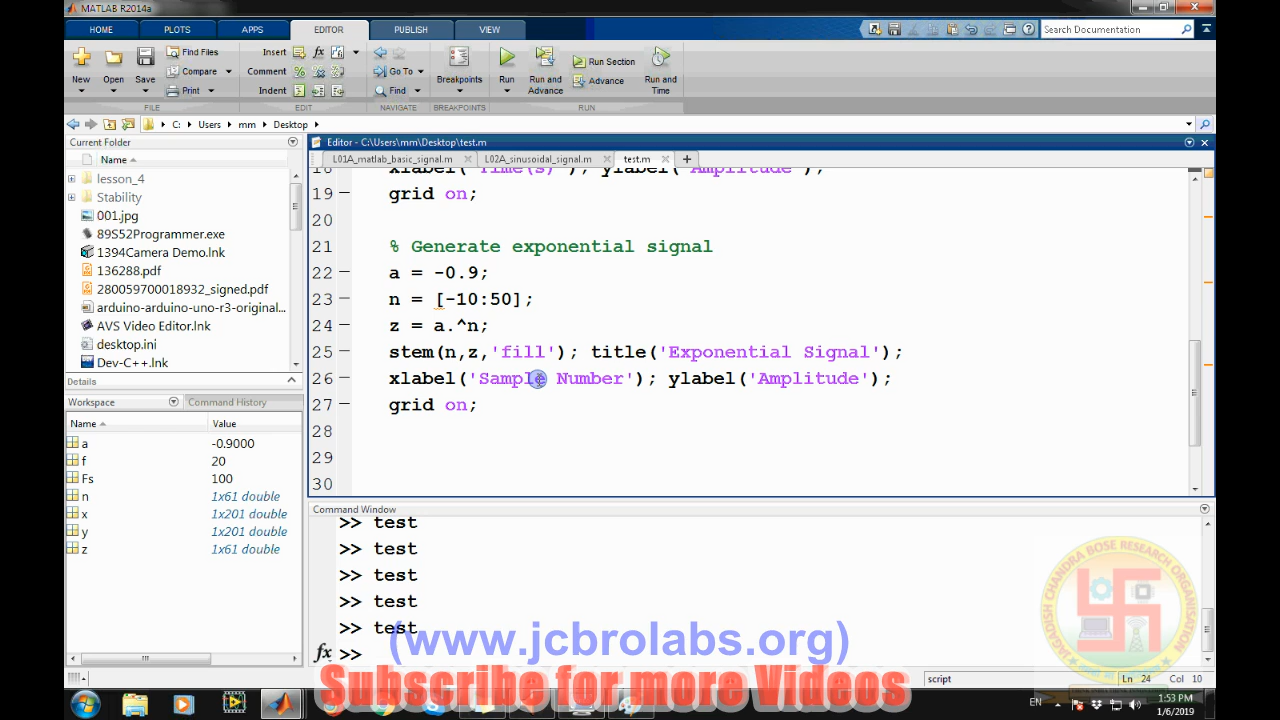 MATLAB R2014a
HOME PLOTS APPS EDITOR PUBLISH VIEW Search Documentation
New Open Save Find Files Compare Print
Insert Comment Indent
Go To Find
Breakpoints Run Run and Advance Run Section Advance Run and Time
FILE EDIT NAVIGATE BREAKPOINTS RUN
C: Users mm Desktop
Current Folder
Name
lesson_4
Stability
001.jpg
89S52Programmer.exe
1394Camera Demo.lnk
136288.pdf
280059700018932_signed.pdf
arduino-arduino-uno-r3-original...
AVS Video Editor.lnk
desktop.ini
Dev-C++.lnk
Details
Workspace Command History
Name Value
a -0.9000
f 20
Fs 100
n 1x61 double
x 1x201 double
y 1x201 double
z 1x61 double
Editor - C:\Users\mm\Desktop\test.m
L01A_matlab_basic_signal.m L02A_sinusoidal_signal.m test.m
18 xlabel('Time(s)'); ylabel('Amplitude');
19 grid on;
20
21 % Generate exponential signal
22 a = -0.9;
23 n = [-10:50];
24 z = a.^n;
25 stem(n,z,'fill'); title('Exponential Signal');
26 xlabel('Sample Number'); ylabel('Amplitude');
27 grid on;
28
29
30
Command Window
>> test
>> test
>> test
>> test
>> test
fx >>
(www.jcbrolabs.org)
Subscribe for more Videos
script Ln 24 Col 10
EN 1:53 PM
1/6/2019
JAGADISH CHANDRA BOSE RESEARCH ORGANISATION